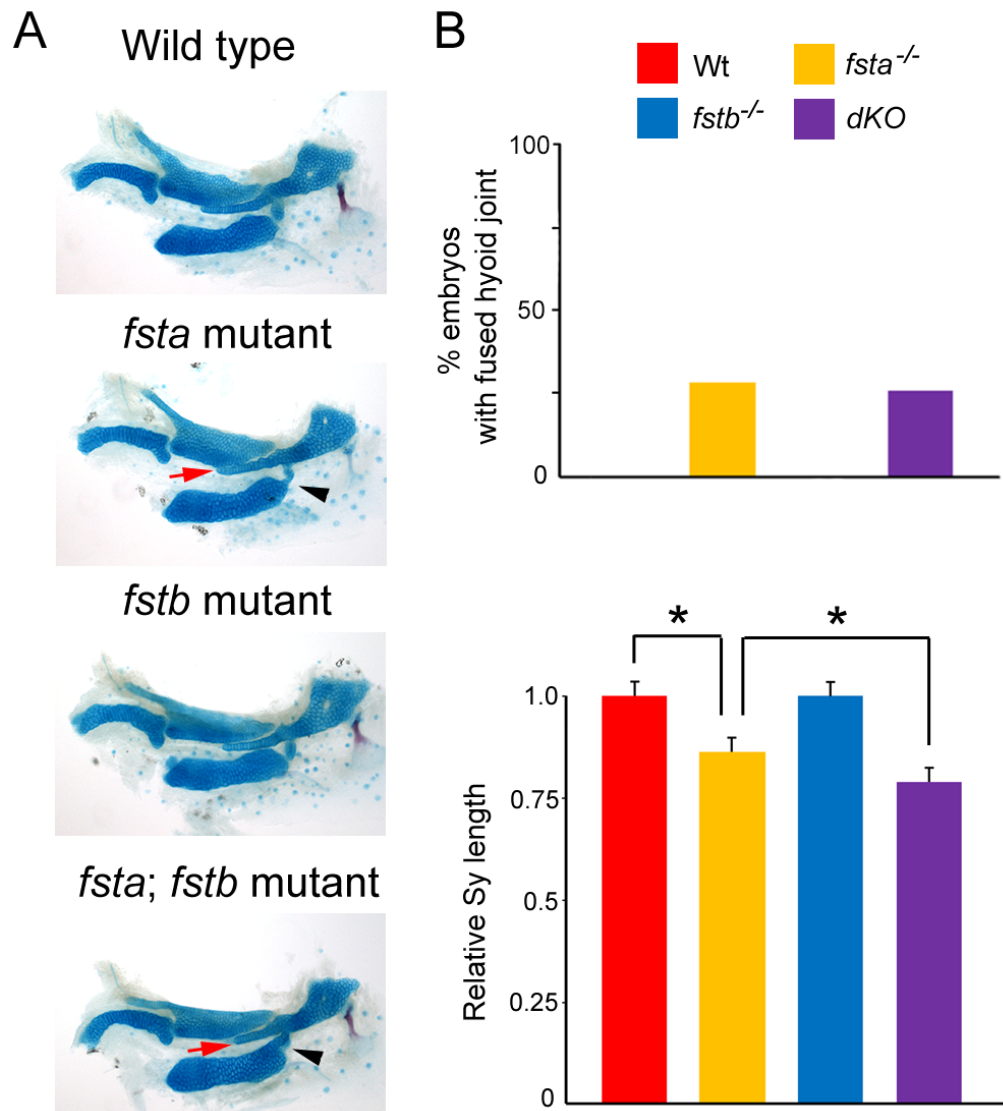 A
Wild type
fsta mutant
fstb mutant
fsta; fstb mutant
B
Wt
fsta-/-
fstb-/-
dKO
% embryos
with fused hyoid joint
100
50
0
*
*
Relative Sy length
1.0
0.75
0.5
0.25
0